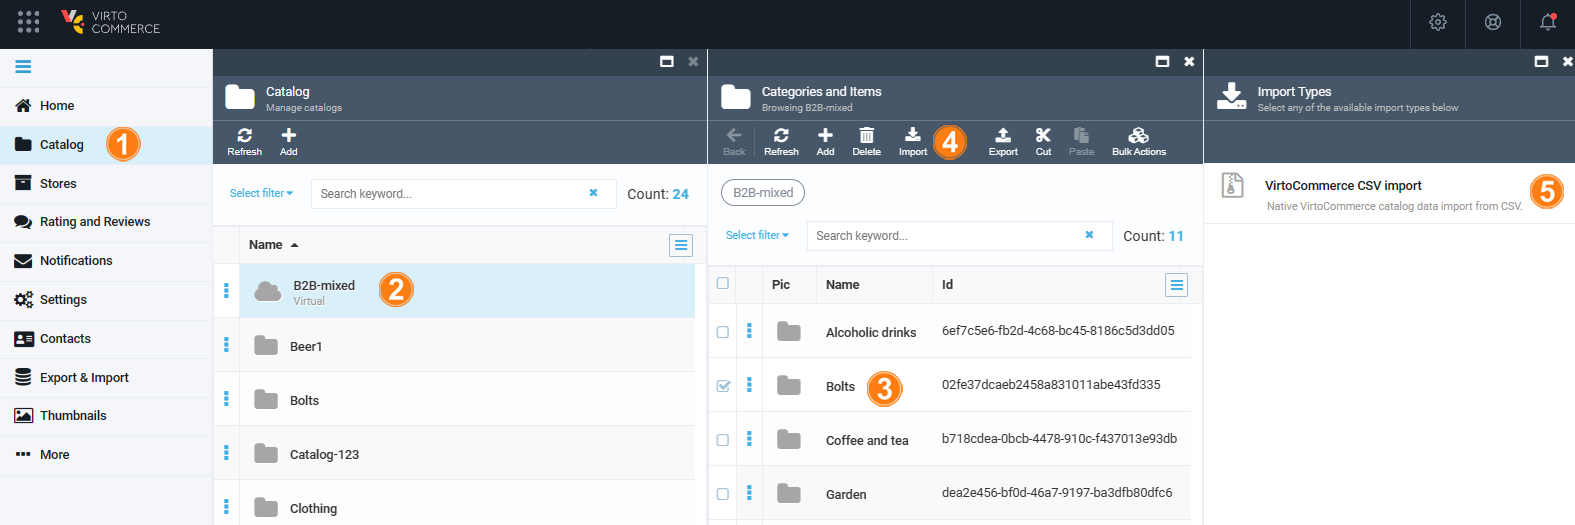 VIRTO
COMMERCE
Home
Catalog
1
Stores
Rating and Reviews
Notifications
Settings
Contacts
Export & Import
Thumbnails
More
Catalog
Manage catalogs
Refresh
Add
Select filter
Search keyword...
Count: 24
Name
B2B-mixed
Virtual
2
Beer1
Bolts
Catalog-123
Clothing
Categories and Items
Browsing B2B-mixed
Back
Refresh
Add
Delete
Import
4
Export
Cut
Paste
Bulk Actions
B2B-mixed
Select filter
Search keyword...
Count: 11
Pic Name Id
Alcoholic drinks 6ef7c5e6-fb2d-4c68-bc45-8186c5d3dd05
Bolts 3 02fe37dcaeb2458a831011abe43fd335
Coffee and tea b718cdea-0bcb-4478-910c-f437013e93db
Garden dea2e456-bf0d-46a7-9197-ba3dfb80dfc6
Import Types
Select any of the available import types below
VirtoCommerce CSV import
Native VirtoCommerce catalog data import from CSV.
5